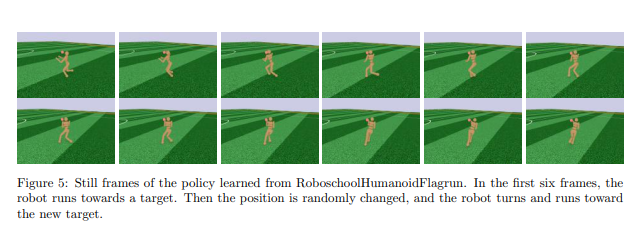 Figure 5: Still frames of the policy learned from RoboschoolHumanoidFlagrun. In the first six frames, the
robot runs towards a target. Then the position is randomly changed, and the robot turns and runs toward
the new target.